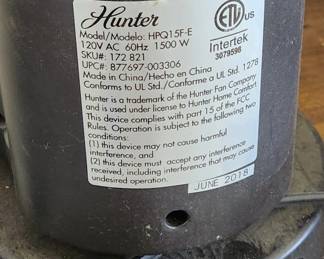 Hunter
Model/Modelo: HPQ15F-E
120V AC 60Hz 1500 W
SKU#: 172 821
UPC#: 877697-003306
ETL us
Intertek
3079596
Made in China/Hecho en China
Conforms to UL Std./Conforme a UL Std. 1278
Hunter is a trademark of the Hunter Fan Company
and is used under license to Hunter Home Comfort.
This device complies with part 15 of the FCC
Rules. Operation is subject to the following two
conditions:
(1) this device may not cause harmful
interference, and
(2) this device must accept any interference
received, including interference that may cause
undesired operation.
JUNE 2018